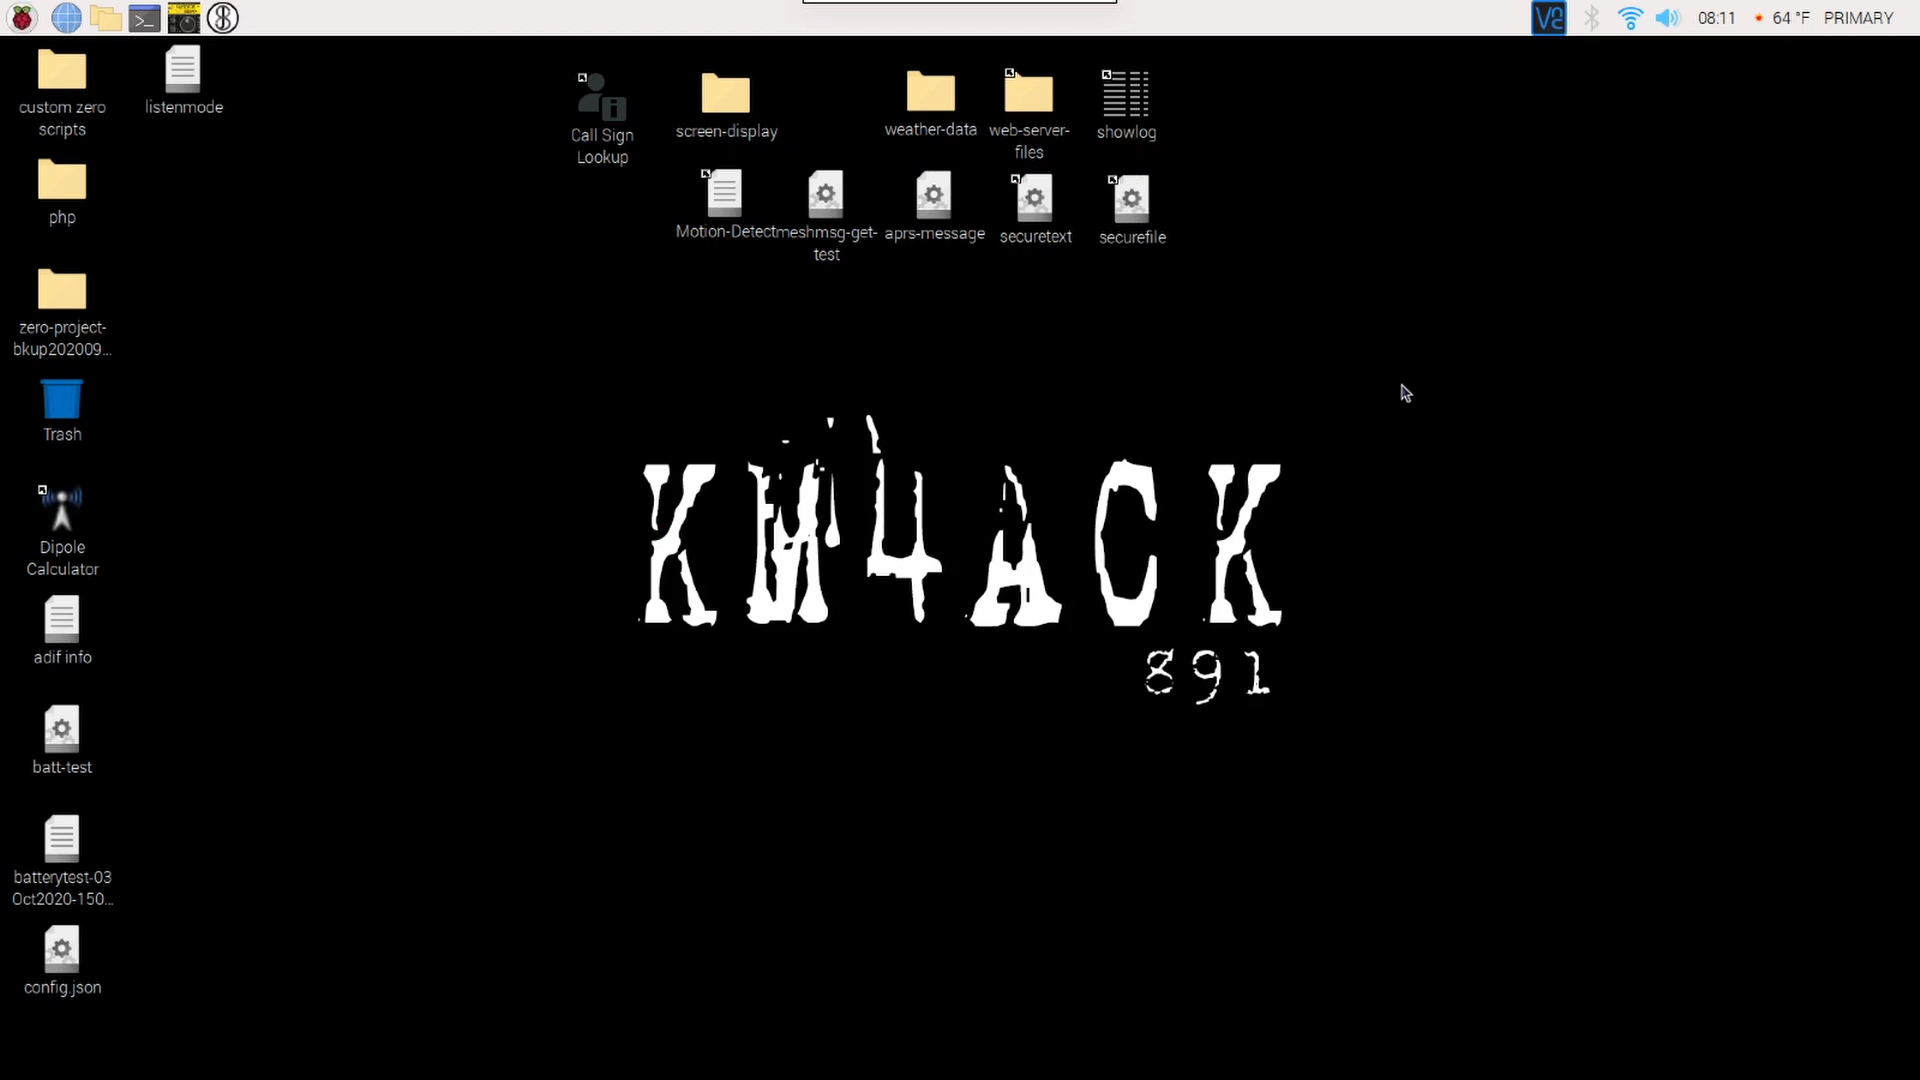 08:11 64 °F PRIMARY
custom zero
scripts
listenmode
Call Sign
Lookup
screen-display
weather-data
web-server-
files
showlog
php
Motion-Detect
meshmsg-get-
test
aprs-message
securetext
securefile
zero-project-
bkup202009...
Trash
KM4ACK
891
Dipole
Calculator
adif info
batt-test
batterytest-03
Oct2020-150...
config.json